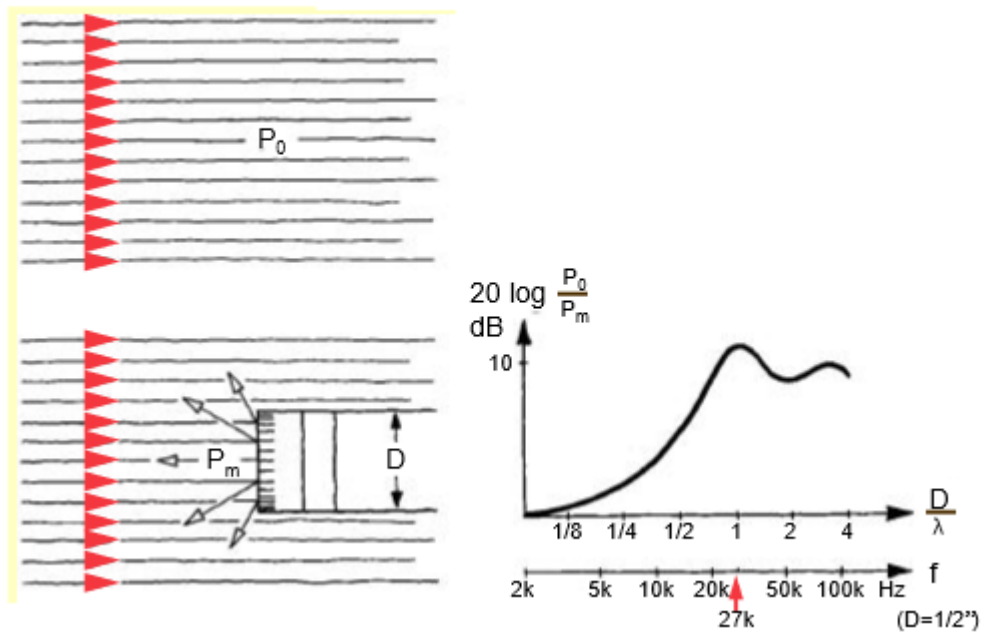 P₀
20 log P₀/Pₘ
dB
10
Pₘ
D
D/λ
1/8 1/4 1/2 1 2 4
f
2k 5k 10k 20k 50k 100k Hz
27k
(D=1/2")